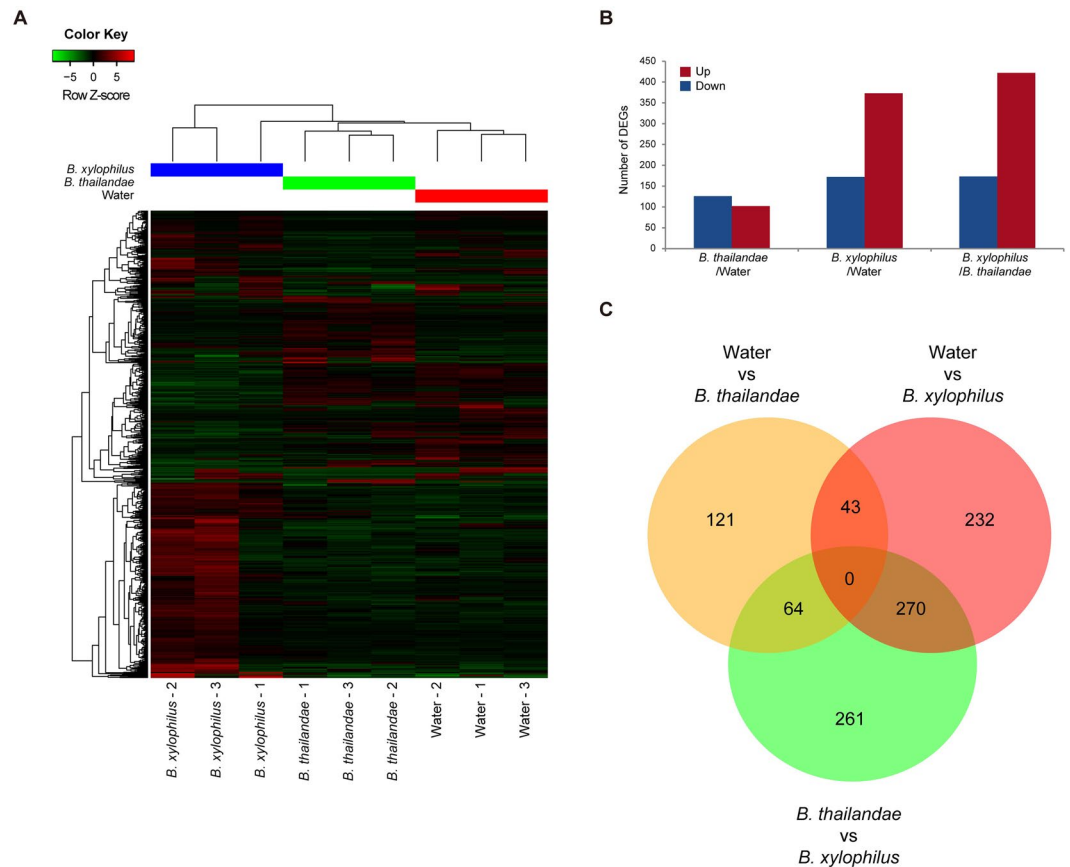 A
Color Key
−5 0 5
Row Z-score
B. xylophilus
B. thailandae
Water
B. xylophilus - 2
B. xylophilus - 3
B. xylophilus - 1
B. thailandae - 1
B. thailandae - 3
B. thailandae - 2
Water - 2
Water - 1
Water - 3
B
Number of DEGs
450
400
350
300
250
200
150
100
50
0
Up
Down
B. thailandae
/Water
B. xylophilus
/Water
B. xylophilus
/B. thailandae
C
Water
vs
B. thailandae
Water
vs
B. xylophilus
121
43
232
0
64
270
261
B. thailandae
vs
B. xylophilus